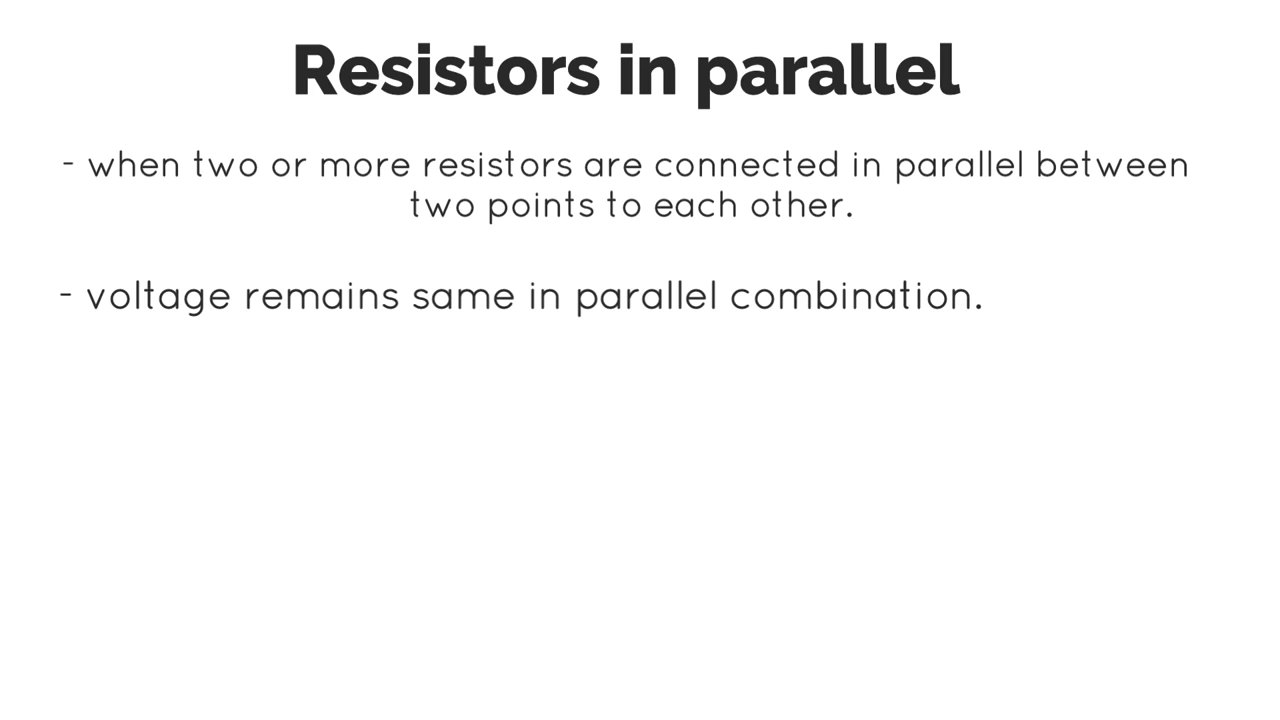 Resistors in parallel
- when two or more resistors are connected in parallel between
two points to each other.
- voltage remains same in parallel combination.